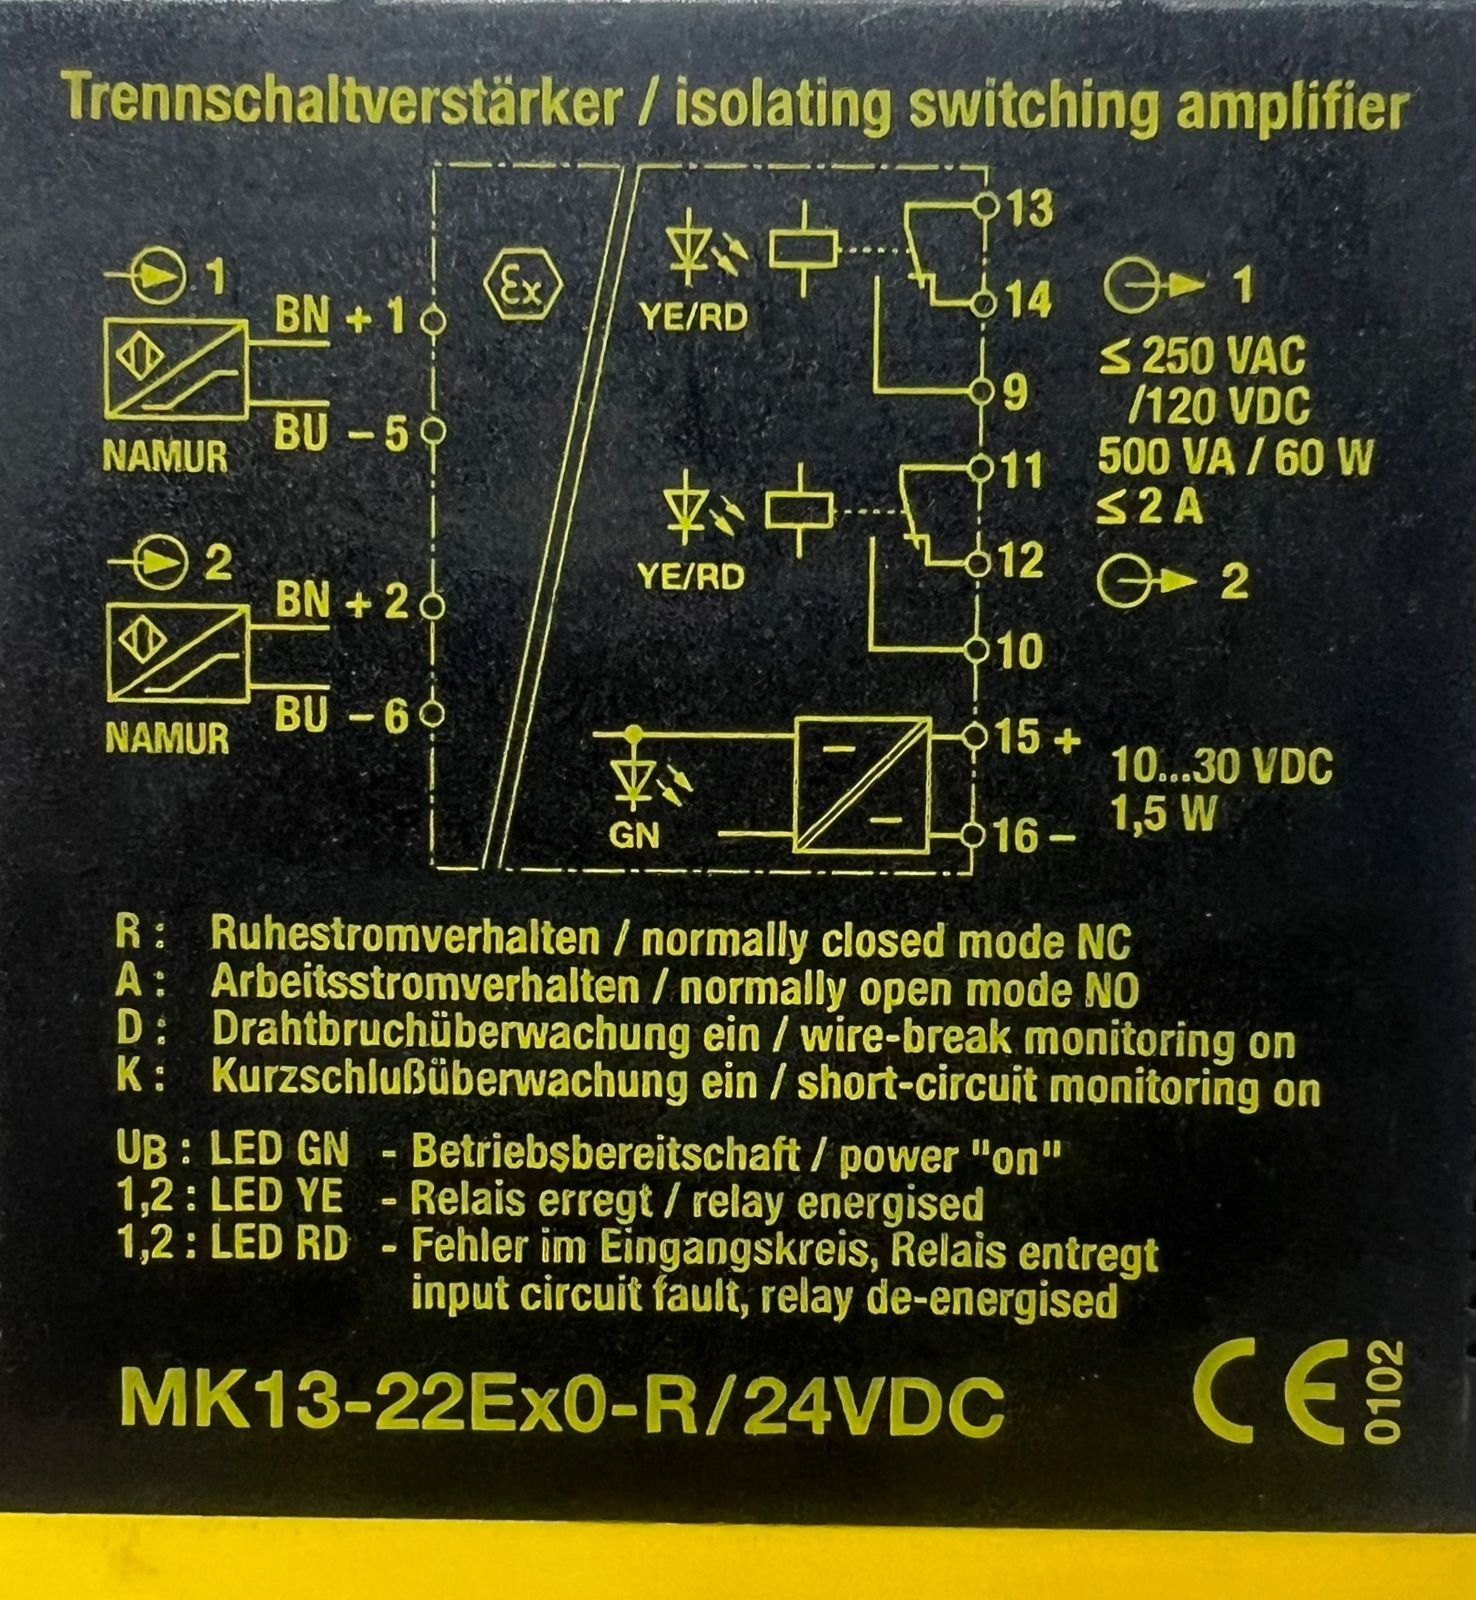 Trennschaltverstärker / isolating switching amplifier
1
BN + 1
BU - 5
NAMUR
2
BN + 2
BU - 6
NAMUR
Ex
YE/RD
13
14
9
1
≤ 250 VAC
/120 VDC
500 VA / 60 W
≤ 2 A
YE/RD
11
12
10
2
GN
15 +
16 -
10...30 VDC
1,5 W
R : Ruhestromverhalten / normally closed mode NC
A : Arbeitsstromverhalten / normally open mode NO
D : Drahtbruchüberwachung ein / wire-break monitoring on
K : Kurzschlußüberwachung ein / short-circuit monitoring on
UB : LED GN - Betriebsbereitschaft / power "on"
1,2 : LED YE - Relais erregt / relay energised
1,2 : LED RD - Fehler im Eingangskreis, Relais entregt
input circuit fault, relay de-energised
MK13-22Ex0-R/24VDC
CE 0102